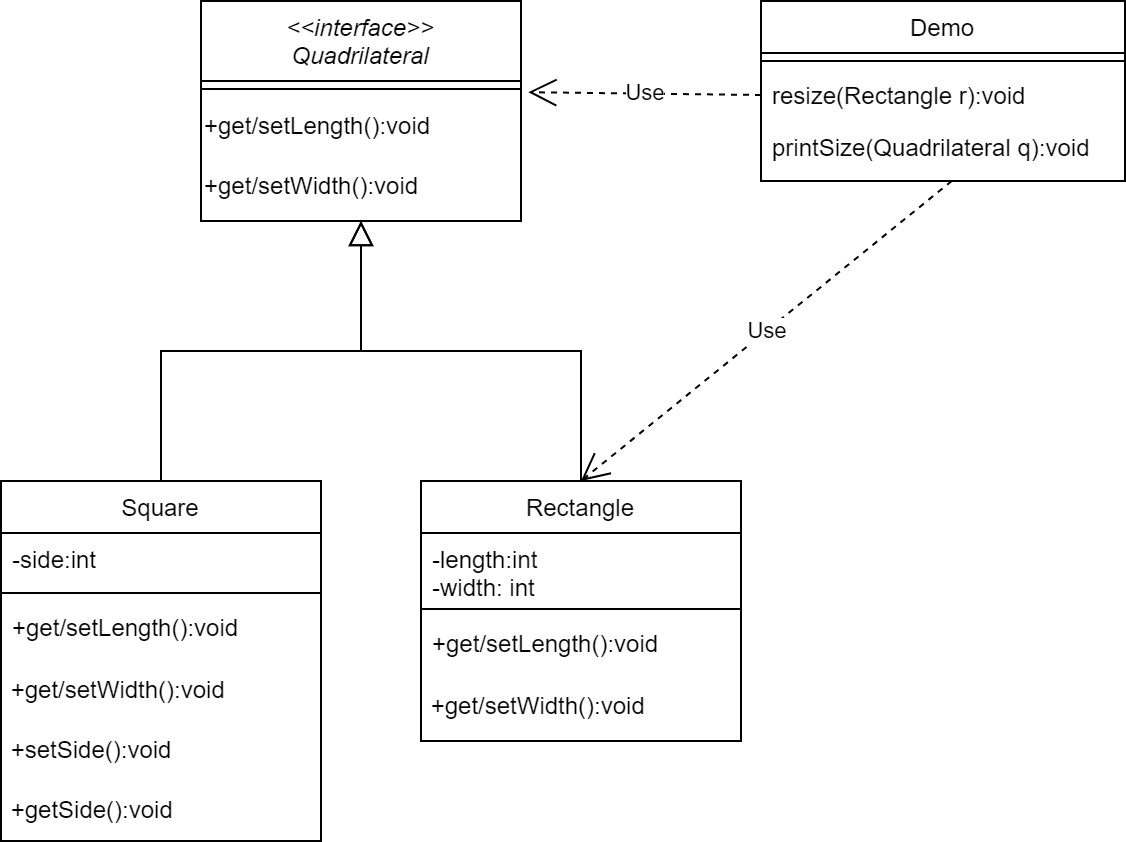 <<interface>>
Quadrilateral
+get/setLength():void
+get/setWidth():void
Demo
resize(Rectangle r):void
printSize(Quadrilateral q):void
Use
Use
Square
-side:int
+get/setLength():void
+get/setWidth():void
+setSide():void
+getSide():void
Rectangle
-length:int
-width: int
+get/setLength():void
+get/setWidth():void